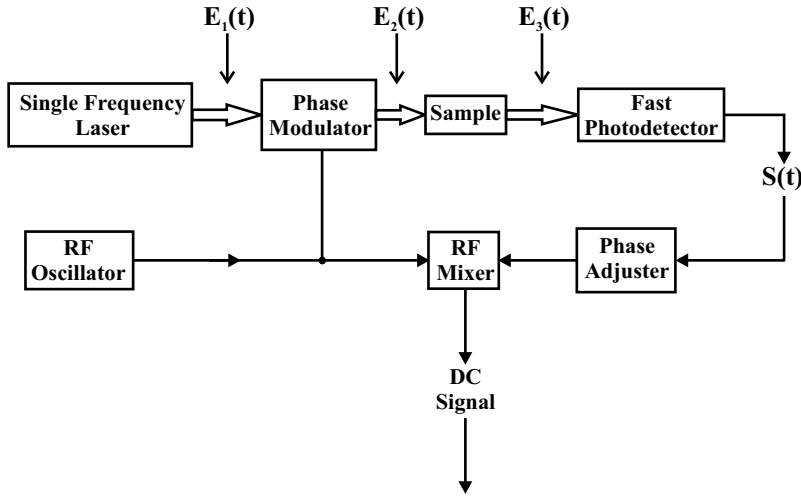 E₁(t)
E₂(t)
E₃(t)
Single Frequency
Laser
Phase
Modulator
Sample
Fast
Photodetector
S(t)
RF
Oscillator
RF
Mixer
Phase
Adjuster
DC
Signal